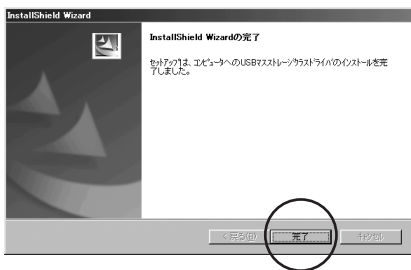 InstallShield Wizard
InstallShield Wizardの完了
ｾｯﾄｱｯﾌﾟは、ｺﾝﾋﾟｭｰﾀへのUSBﾏｽｽﾄﾚｰｼﾞｸﾗｽﾄﾞﾗｲﾊﾞのｲﾝｽﾄｰﾙを完
了しました。
< 戻る(B)
完了
ｷｬﾝｾﾙ